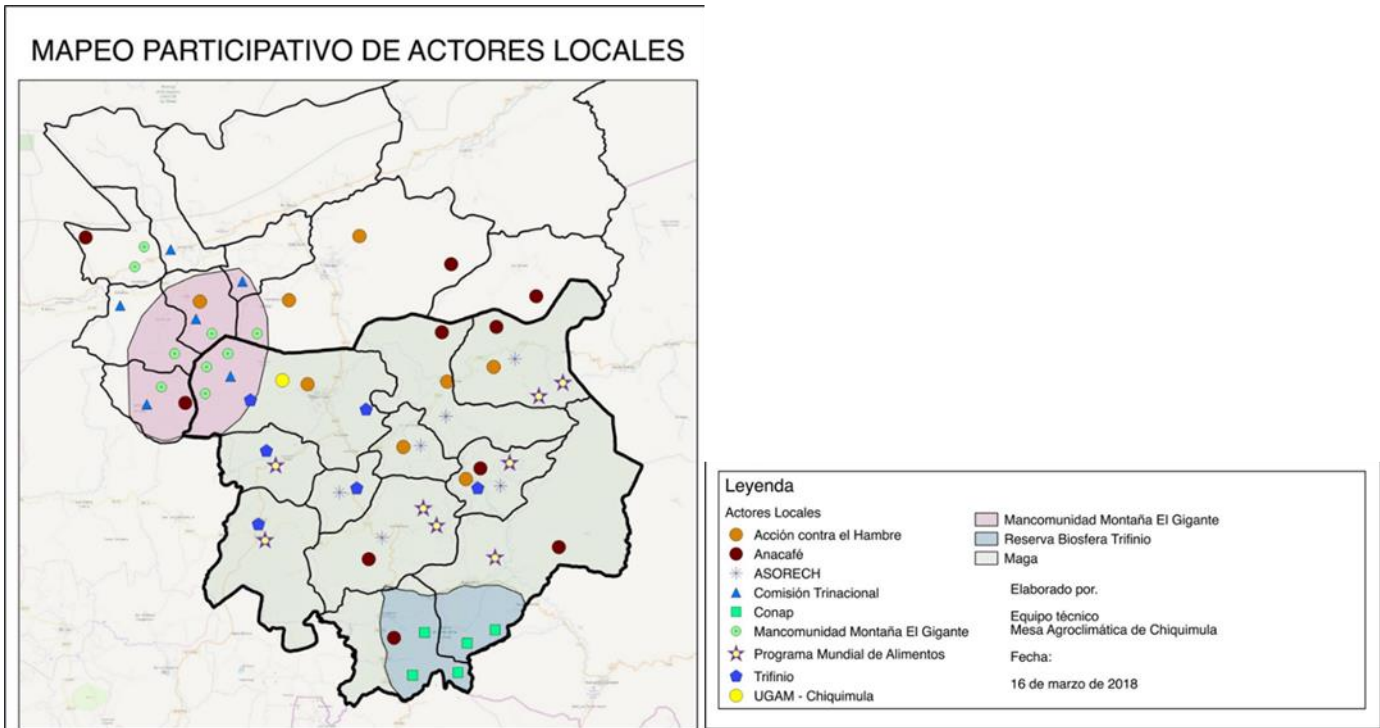 MAPEO PARTICIPATIVO DE ACTORES LOCALES
Leyenda
Actores Locales
Acción contra el Hambre
Anacafé
ASORECH
Comisión Trinacional
Conap
Mancomunidad Montaña El Gigante
Programa Mundial de Alimentos
Trifinio
UGAM - Chiquimula
Mancomunidad Montaña El Gigante
Reserva Biosfera Trifinio
Maga
Elaborado por.
Equipo técnico
Mesa Agroclimática de Chiquimula
Fecha:
16 de marzo de 2018